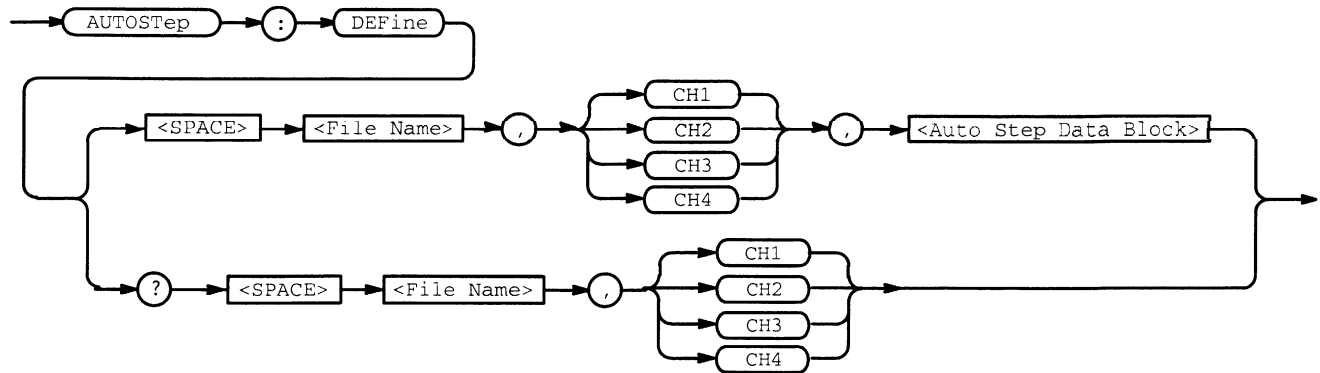 AUTOSTep : DEFine
<SPACE> <File Name> , CH1 CH2 CH3 CH4 , <Auto Step Data Block>
? <SPACE> <File Name> , CH1 CH2 CH3 CH4